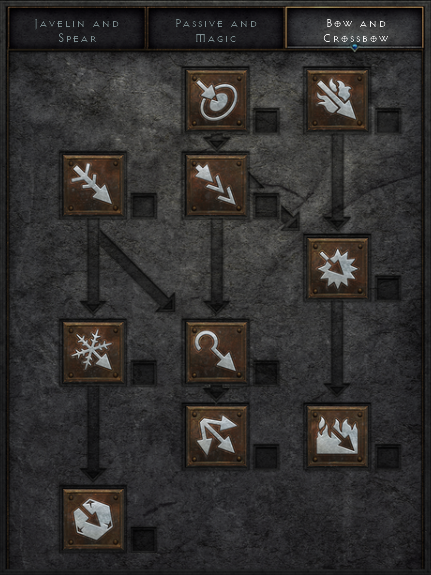 Javelin and
Spear
Passive and
Magic
Bow and
Crossbow